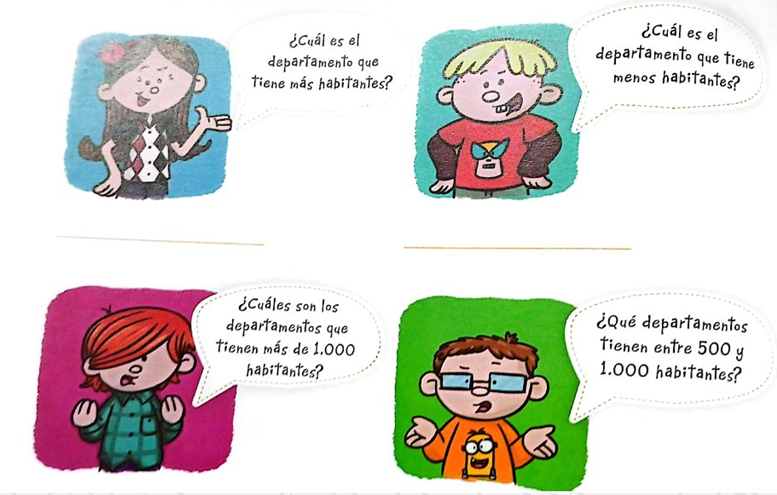 ¿Cuál es el
departamento que
tiene más habitantes?
¿Cuál es el
departamento que tiene
menos habitantes?
¿Cuáles son los
departamentos que
tienen más de 1.000
habitantes?
¿Qué departamentos
tienen entre 500 y
1.000 habitantes?